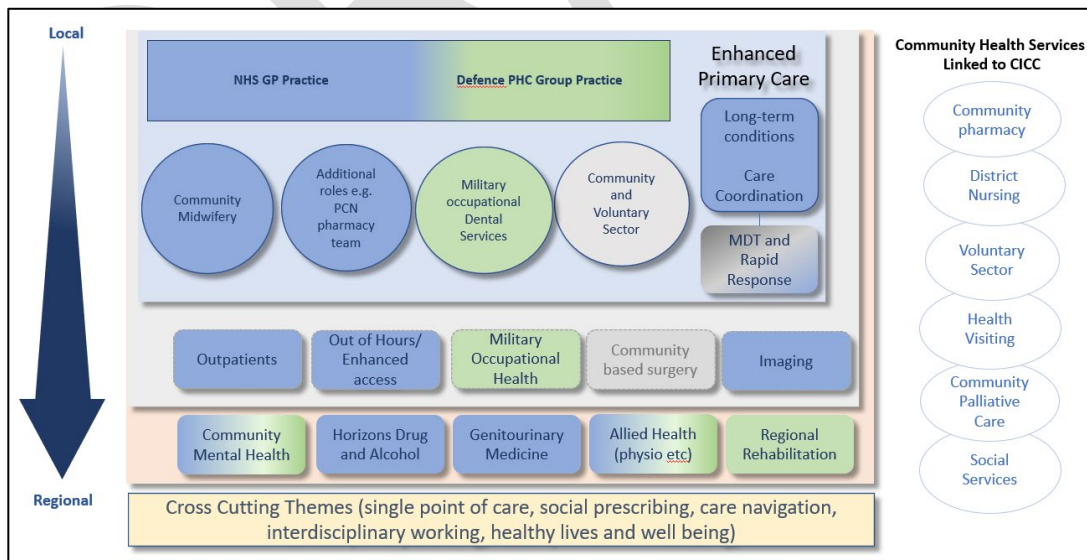 Local
NHS GP Practice
Defence PHC Group Practice
Enhanced
Primary Care
Community
Midwifery
Additional
roles e.g.
PCN
pharmacy
team
Military
occupational
Dental
Services
Community
and
Voluntary
Sector
Long-term
conditions
Care
Coordination
MDT and
Rapid
Response
Outpatients
Out of Hours/
Enhanced
access
Military
Occupational
Health
Community
based surgery
Imaging
Community
Mental Health
Horizons Drug
and Alcohol
Genitourinary
Medicine
Allied Health
(physio etc)
Regional
Rehabilitation
Regional
Cross Cutting Themes (single point of care, social prescribing, care navigation,
interdisciplinary working, healthy lives and well being)
Community Health Services
Linked to CICC
Community
pharmacy
District
Nursing
Voluntary
Sector
Health
Visiting
Community
Palliative
Care
Social
Services